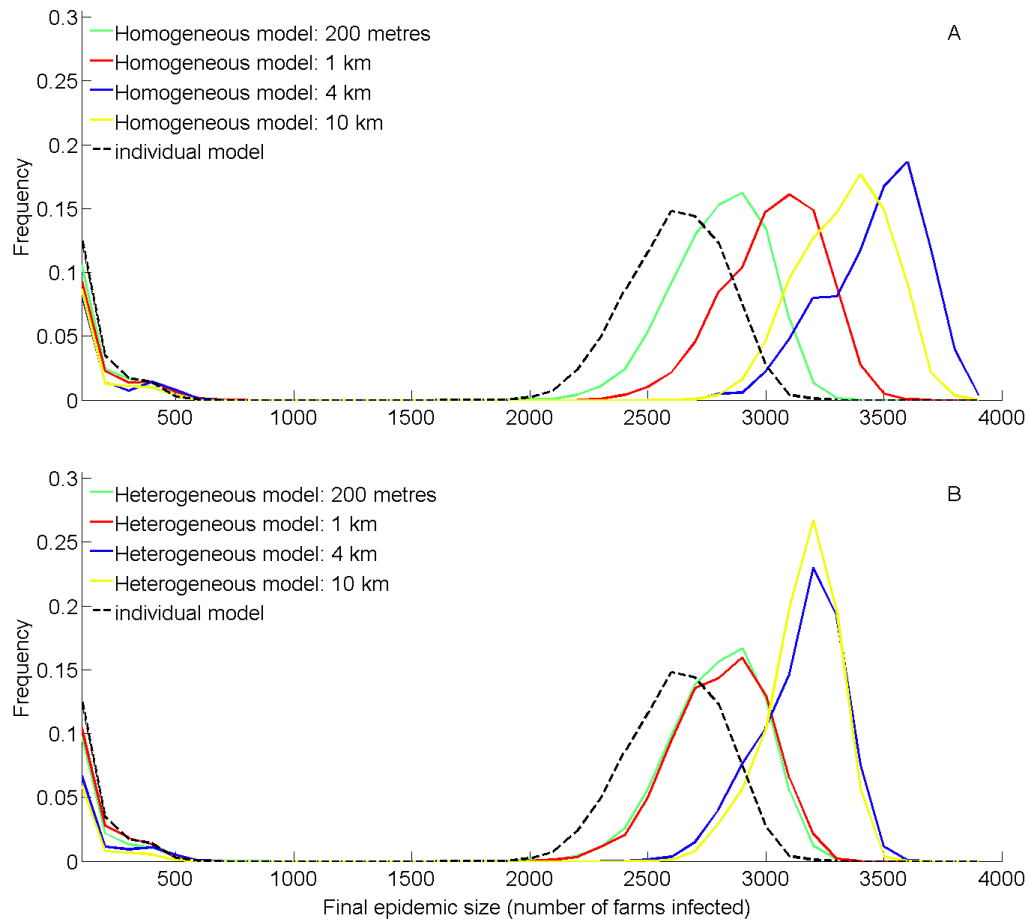 0.3
Homogeneous model: 200 metres
A
0.25
Homogeneous model: 1 km
0.2
Homogeneous model: 4 km
Homogeneous model: 10 km
individual model
0.15
Frequency
0.1
0.05
0
500 1000 1500 2000 2500 3000 3500 4000
0.3
Heterogeneous model: 200 metres
B
0.25
Heterogeneous model: 1 km
Heterogeneous model: 4 km
0.2
Heterogeneous model: 10 km
individual model
0.15
Frequency
0.1
0.05
0
500 1000 1500 2000 2500 3000 3500 4000
Final epidemic size (number of farms infected)